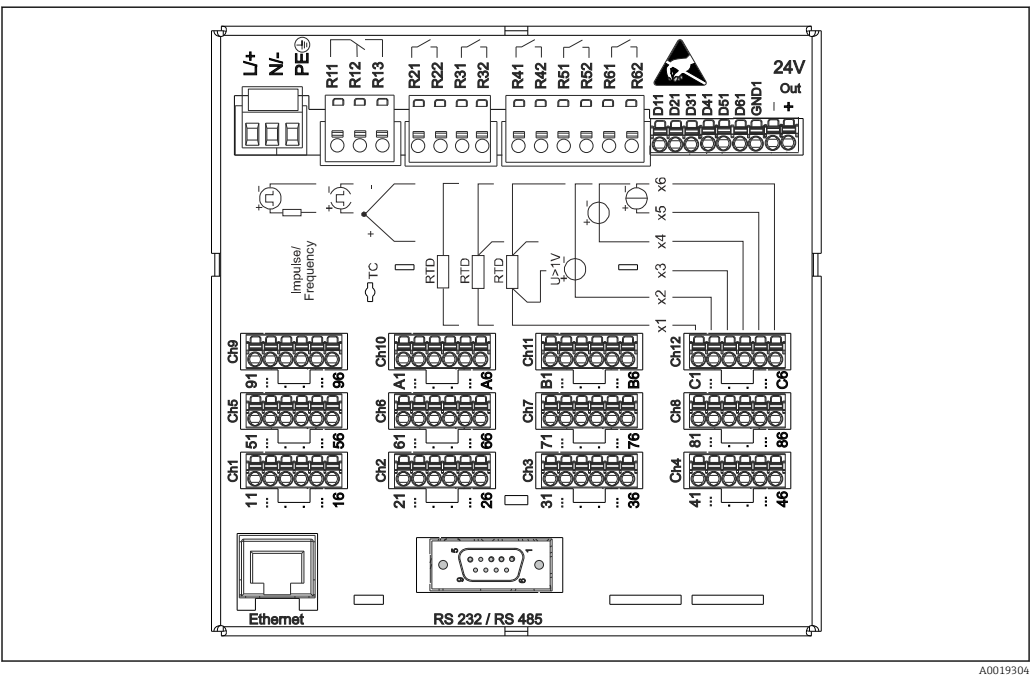 L/+ N/- PE R11 R12 R13 R21 R22 R31 R32 R41 R42 R51 R52 R61 R62 D11 D21 D31 D41 D51 D61 GND1 - +
24V
Out
- - - - - x6
+ + + x5
+ x4
Impulse/
Frequency
TC RTD RTD RTD U>1V + - x3
x2
x1
Ch9 Ch10 Ch11 Ch12
91 ... . . ... 96 A1 ... . . ... A6 B1 ... . . ... B6 C1 ... . . ... C6
Ch5 Ch6 Ch7 Ch8
51 ... . . ... 56 61 ... . . ... 66 71 ... . . ... 76 81 ... . . ... 86
Ch1 Ch2 Ch3 Ch4
11 ... . . ... 16 21 ... . . ... 26 31 ... . . ... 36 41 ... . . ... 46
5 1
9 6
Ethernet RS 232 / RS 485
A0019304